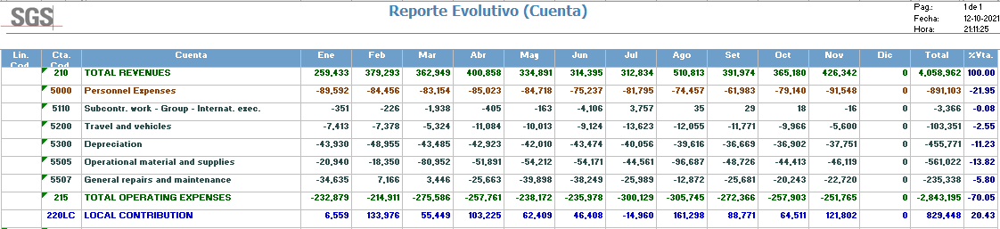 SGS
Reporte Evolutivo (Cuenta)
Pag.: 1 de 1
Fecha: 12-10-2021
Hora: 21:11:25
Lin. Cod. Cta. Cod. Cuenta Ene Feb Mar Abr May Jun Jul Ago Set Oct Nov Dic Total %Vta.
210 TOTAL REVENUES 259,433 379,293 362,949 400,858 334,891 314,395 312,834 510,813 391,974 365,180 426,342 0 4,058,962 100.00
5000 Personnel Expenses -89,592 -84,456 -83,154 -85,023 -84,718 -75,237 -81,795 -74,457 -61,983 -79,140 -91,548 0 -891,103 -21.95
5110 Subcontr. work - Group - Internat. exec. -351 -226 -1,938 -405 -163 -4,106 3,757 35 29 18 -16 0 -3,366 -0.08
5200 Travel and vehicles -7,413 -7,378 -5,324 -11,084 -10,013 -9,124 -13,623 -12,055 -11,771 -9,966 -5,600 0 -103,351 -2.55
5300 Depreciation -43,930 -48,955 -43,485 -42,923 -42,010 -43,474 -40,056 -39,616 -36,669 -36,902 -37,751 0 -455,771 -11.23
5505 Operational material and supplies -20,940 -18,350 -80,952 -51,891 -54,212 -54,171 -44,561 -96,687 -48,726 -44,413 -46,119 0 -561,022 -13.82
5507 General repairs and maintenance -34,635 7,166 3,446 -25,663 -39,898 -38,249 -25,989 -12,872 -25,681 -20,243 -22,720 0 -235,338 -5.80
215 TOTAL OPERATING EXPENSES -232,879 -214,911 -275,586 -257,761 -238,172 -235,978 -300,129 -305,745 -272,366 -257,903 -251,765 0 -2,843,195 -70.05
220LC LOCAL CONTRIBUTION 6,559 133,976 55,449 103,225 62,409 46,408 -14,960 161,298 88,771 64,511 121,802 0 829,448 20.43